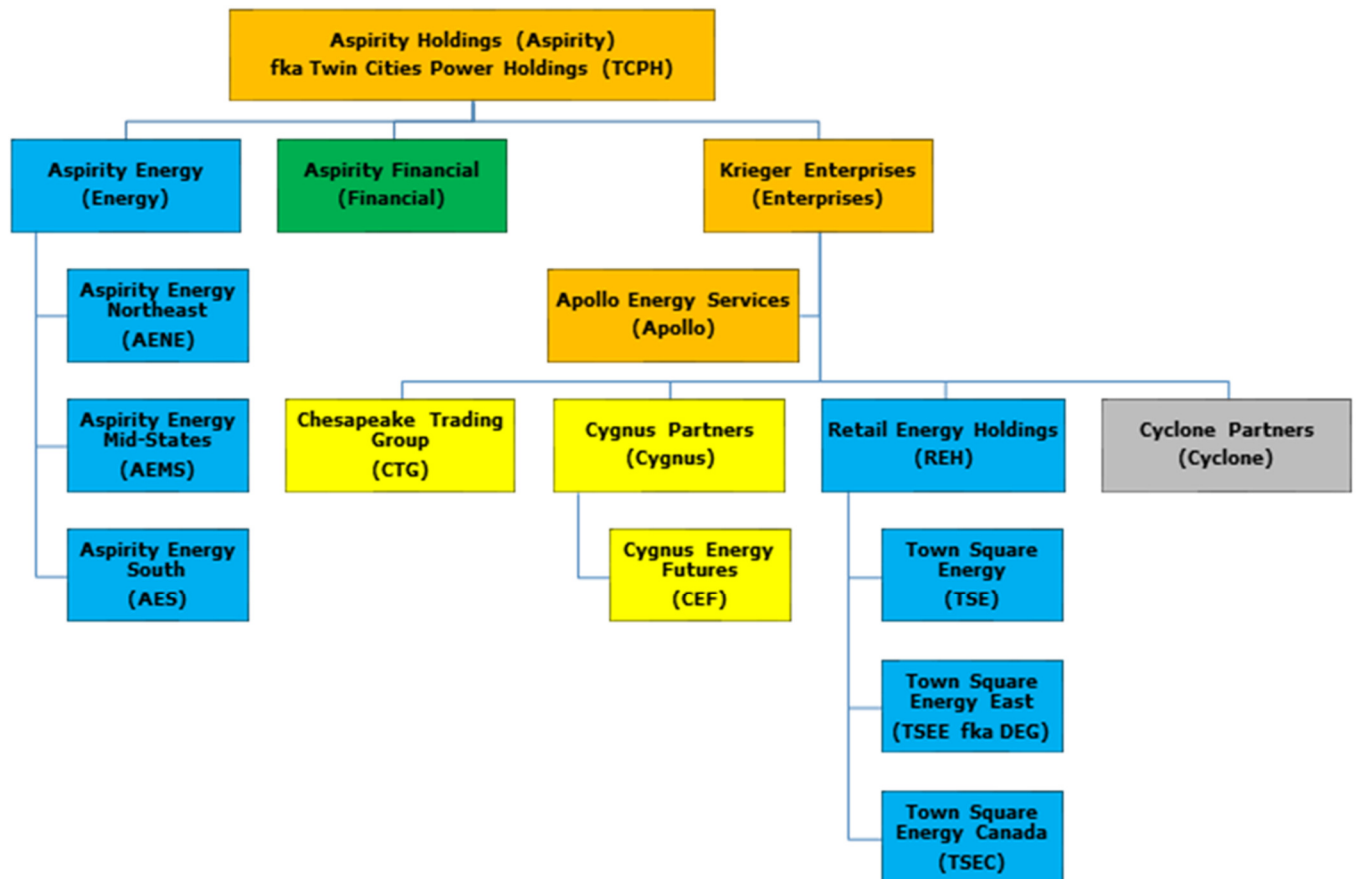 Aspirity Holdings (Aspirity)
fka Twin Cities Power Holdings (TCPH)
Aspirity Energy
(Energy)
Aspirity Financial
(Financial)
Krieger Enterprises
(Enterprises)
Aspirity Energy
Northeast
(AENE)
Apollo Energy Services
(Apollo)
Aspirity Energy
Mid-States
(AEMS)
Chesapeake Trading
Group
(CTG)
Cygnus Partners
(Cygnus)
Retail Energy Holdings
(REH)
Cyclone Partners
(Cyclone)
Aspirity Energy
South
(AES)
Cygnus Energy
Futures
(CEF)
Town Square
Energy
(TSE)
Town Square
Energy East
(TSEE fka DEG)
Town Square
Energy Canada
(TSEC)